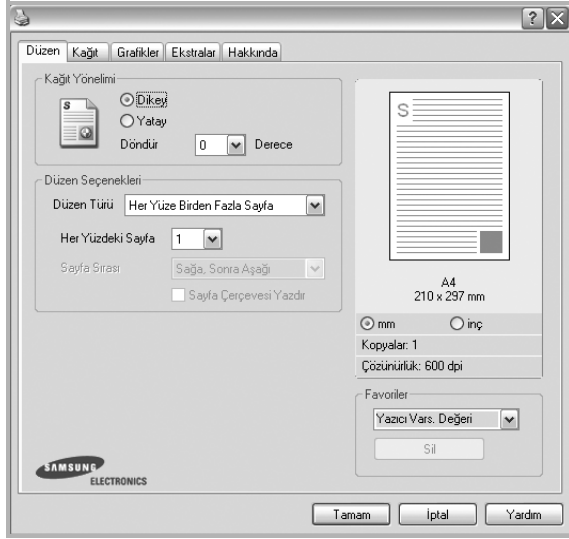 Düzen Kağıt Grafikler Ekstralar Hakkında
Kağıt Yönelimi
S
Dikey
Yatay
Döndür 0 Derece
Düzen Seçenekleri
Düzen Türü Her Yüze Birden Fazla Sayfa
Her Yüzdeki Sayfa 1
Sayfa Sırası Sağa, Sonra Aşağı
Sayfa Çerçevesi Yazdır
S
A4
210 x 297 mm
mm inç
Kopyalar: 1
Çözünürlük: 600 dpi
Favoriler
Yazıcı Vars. Değeri
Sil
SAMSUNG
ELECTRONICS
Tamam İptal Yardım